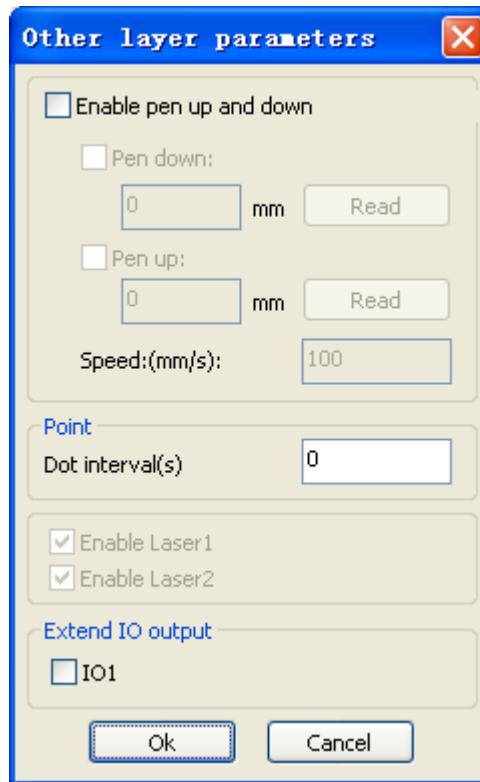 Other layer parameters
Enable pen up and down
Pen down:
0 mm Read
Pen up:
0 mm Read
Speed:(mm/s): 100
Point
Dot interval(s) 0
Enable Laser1
Enable Laser2
Extend IO output
IO1
Ok Cancel